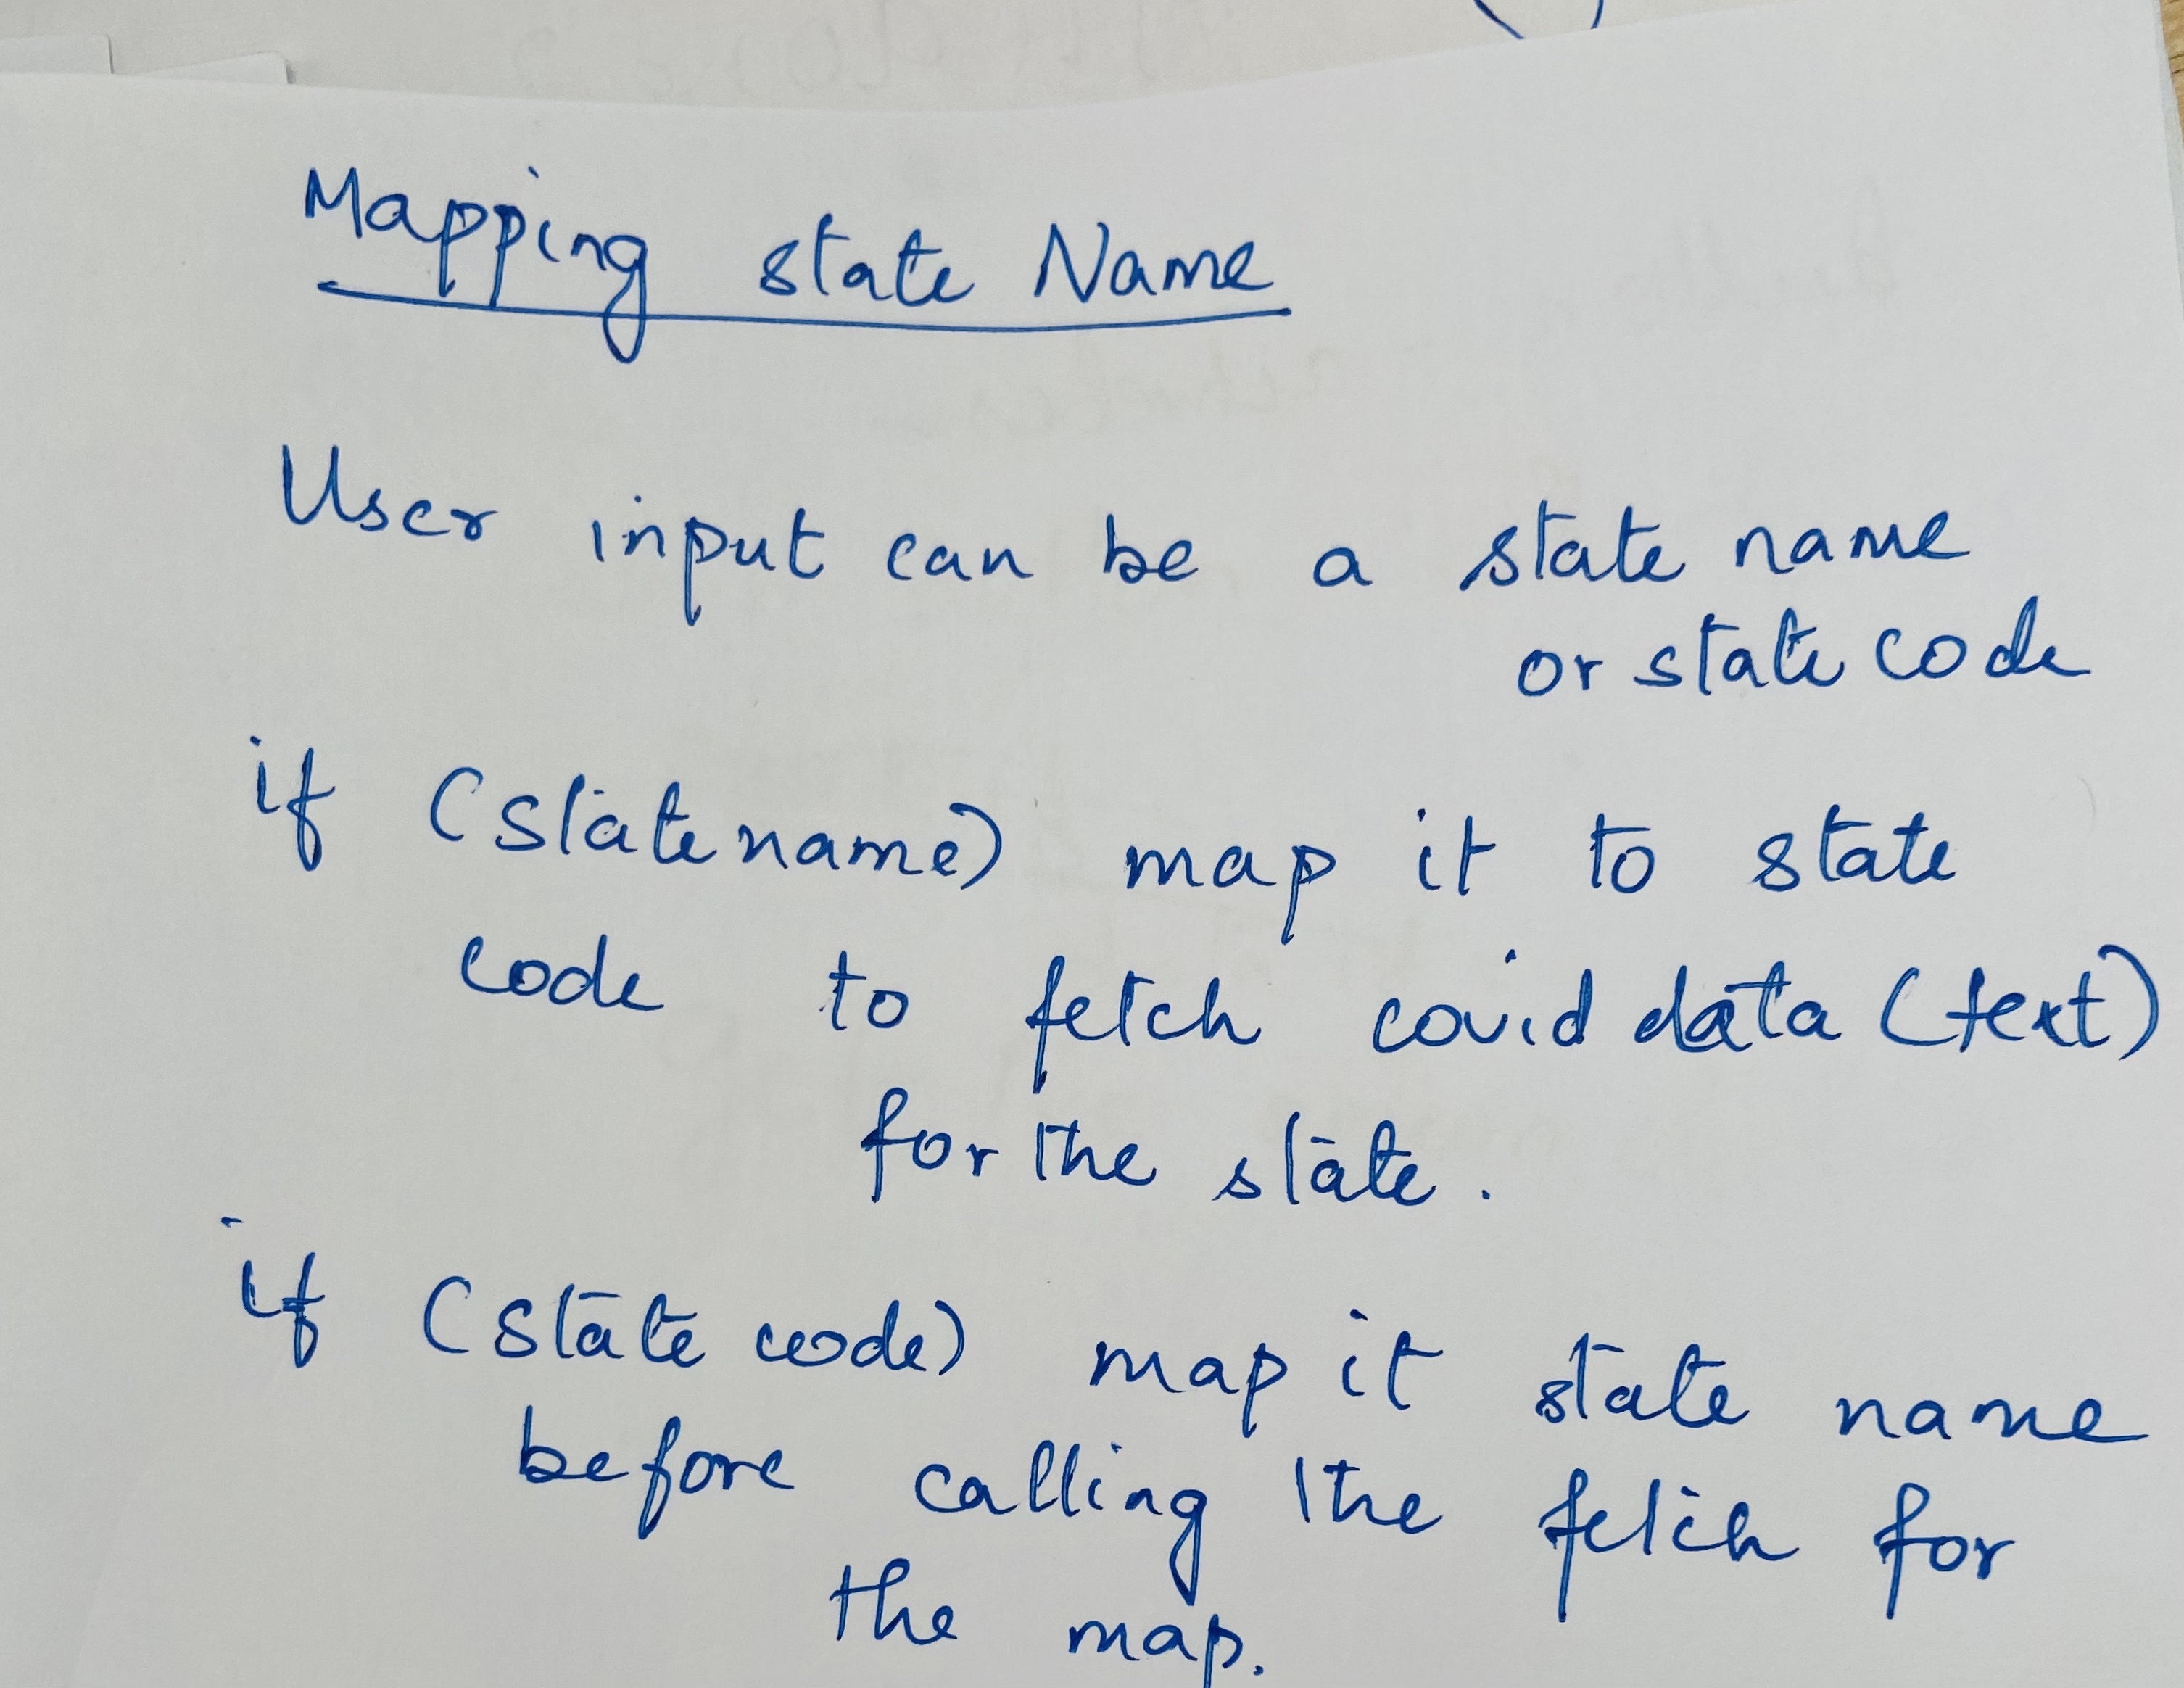 Mapping state Name
User input can be a state name
or state code
if (statename) map it to state
code to fetch covid data (text)
for the state.
if (state code) map it state name
before calling the fetch for
the map.